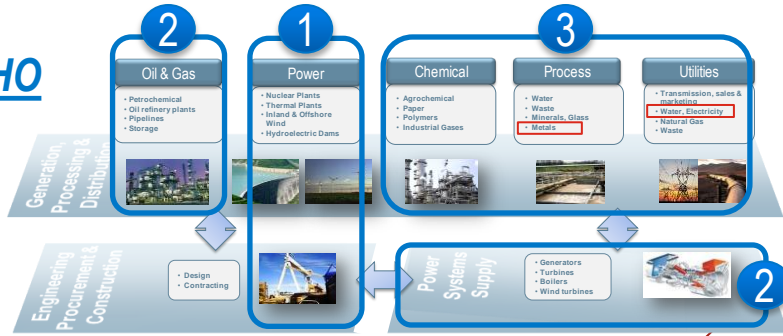 HO
2
1
3
Oil & Gas
Power
Chemical
Process
Utilities
• Petrochemical
• Oil refinery plants
• Pipelines
• Storage
• Nuclear Plants
• Thermal Plants
• Inland & Offshore
Wind
• Hydroelectric Dams
• Agrochemical
• Paper
• Polymers
• Industrial Gases
• Water
• Waste
• Minerals, Glass
• Metals
• Transmission, sales &
marketing
• Water, Electricity
• Natural Gas
• Waste
Generation,
Processing &
Distribution
Engineering
Procurement &
Construction
• Design
• Contracting
Power
Systems
Supply
• Generators
• Turbines
• Boilers
• Wind turbines
2